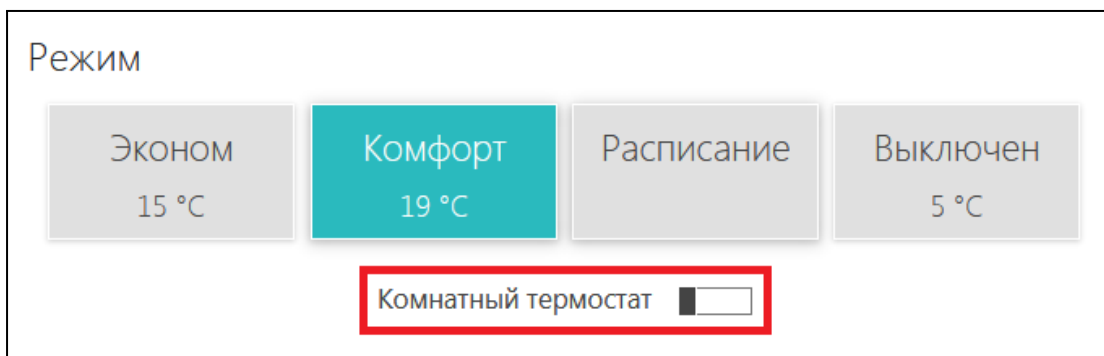 Режим
Эконом Комфорт Расписание Выключен
15 °C 19 °C 5 °C
Комнатный термостат